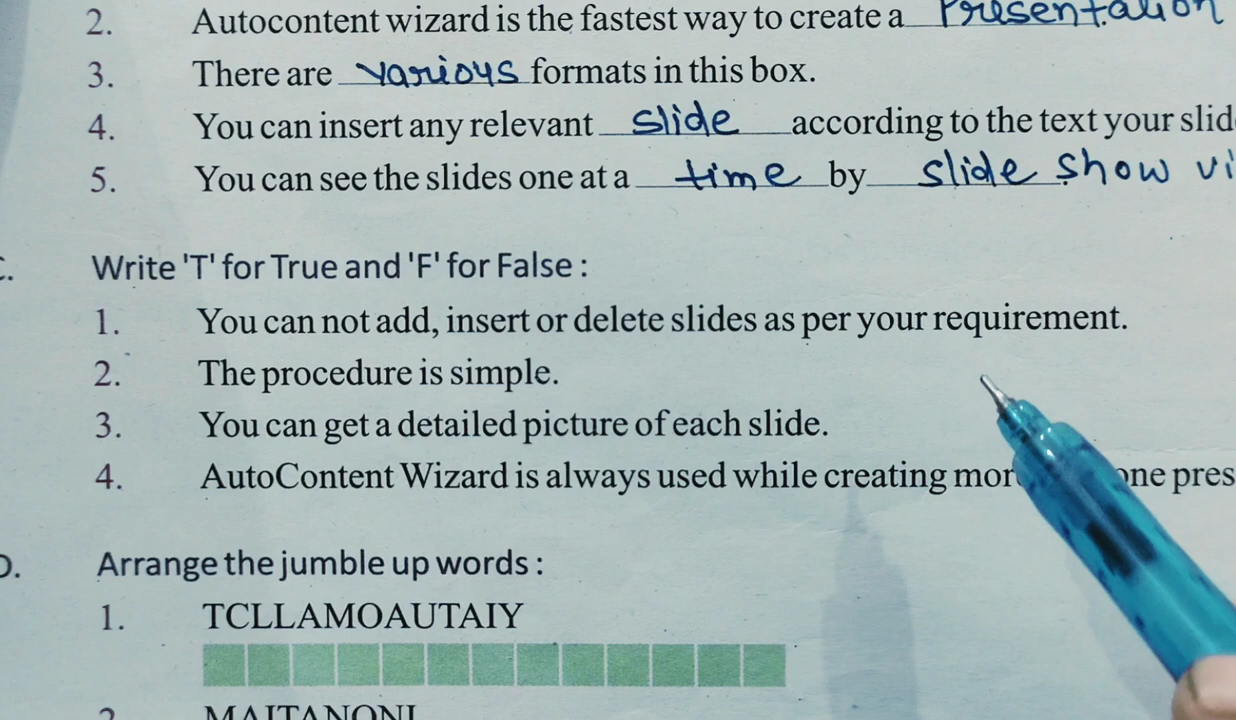 2. Autocontent wizard is the fastest way to create a Presentation
3. There are various formats in this box.
4. You can insert any relevant slide according to the text your slid
5. You can see the slides one at a time by slide show vi
C. Write 'T' for True and 'F' for False :
1. You can not add, insert or delete slides as per your requirement.
2. The procedure is simple.
3. You can get a detailed picture of each slide.
4. AutoContent Wizard is always used while creating mor one pres
D. Arrange the jumble up words :
1. TCLLAMOAUTAIY
2.